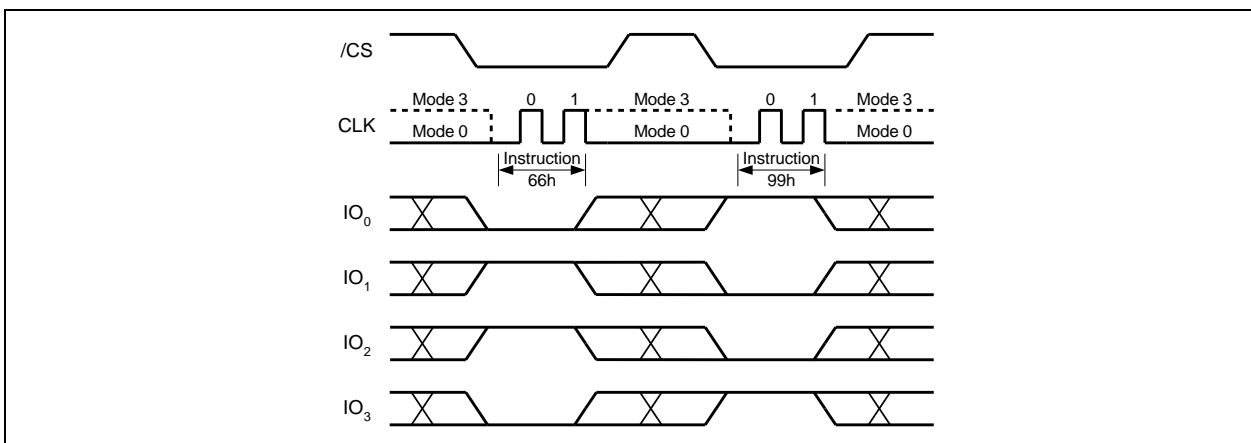 /CS
Mode 3 0 1 Mode 3 0 1 Mode 3
CLK
Mode 0 Mode 0 Mode 0
Instruction Instruction
66h 99h
IO0
IO1
IO2
IO3